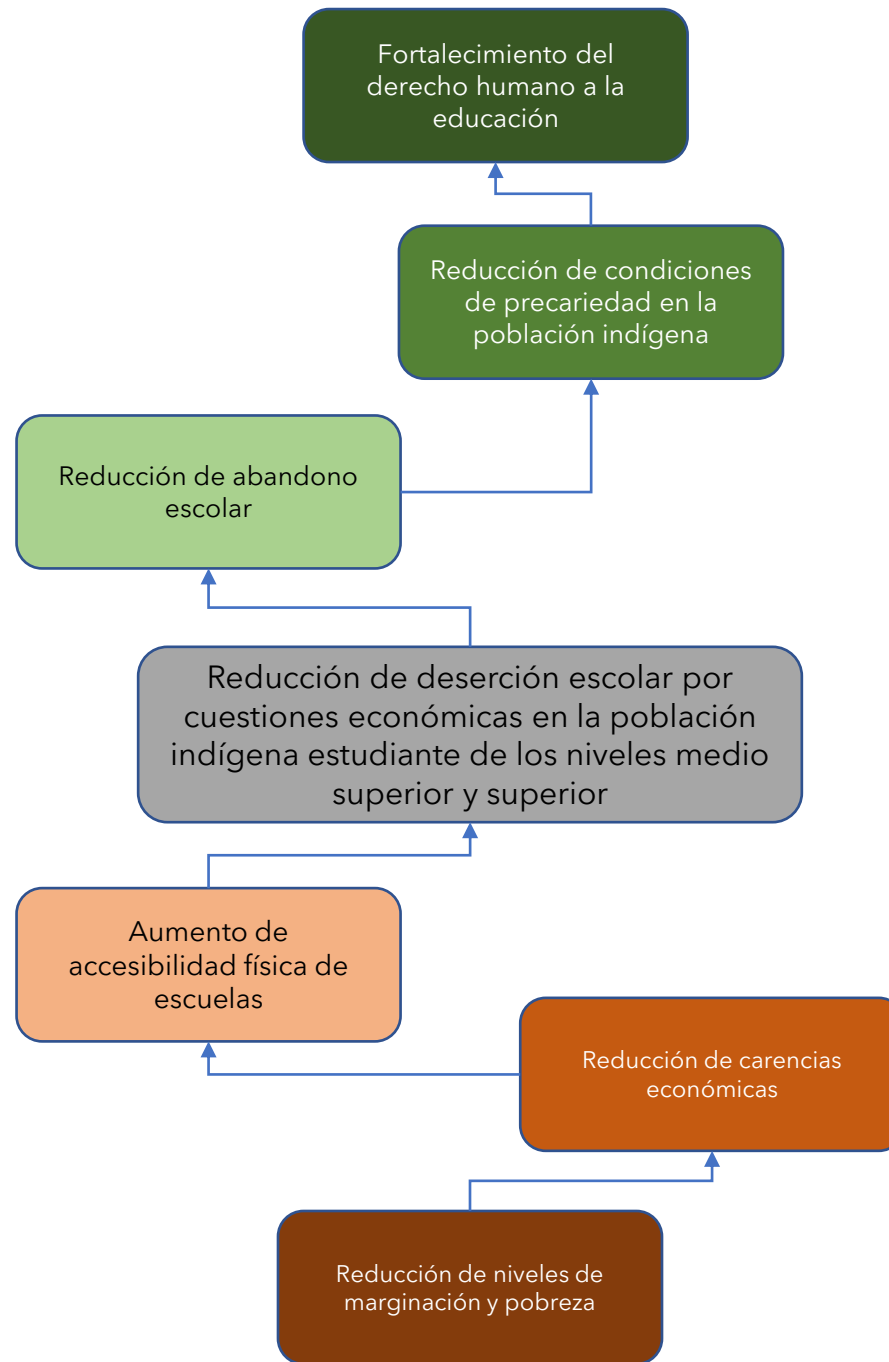 Fortalecimiento del
derecho humano a la
educación
Reducción de condiciones
de precariedad en la
población indígena
Reducción de abandono
escolar
Reducción de deserción escolar por
cuestiones económicas en la población
indígena estudiante de los niveles medio
superior y superior
Aumento de
accesibilidad física de
escuelas
Reducción de carencias
económicas
Reducción de niveles de
marginación y pobreza